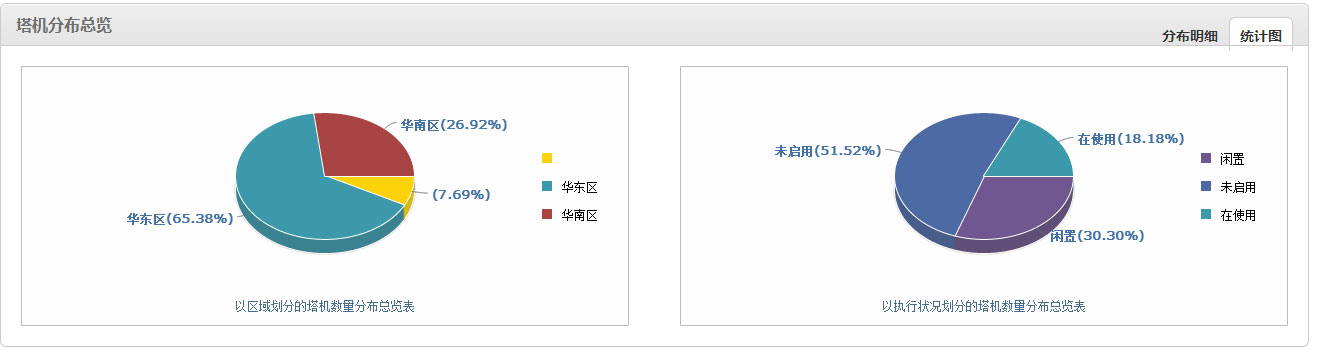 塔机分布总览
分布明细 统计图
华南区(26.92%)
(7.69%)
华东区(65.38%)
华东区
华南区
以区域划分的塔机数量分布总览表
未启用(51.52%)
在使用(18.18%)
闲置(30.30%)
闲置
未启用
在使用
以执行状况划分的塔机数量分布总览表